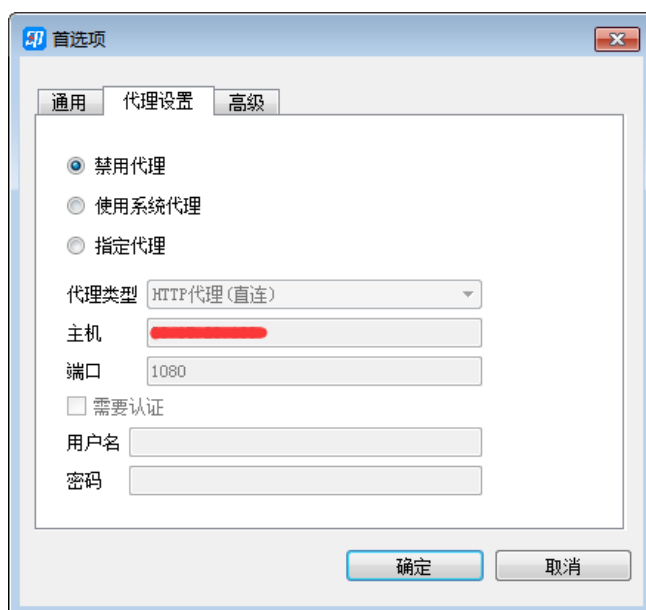 印 首选项
通用 代理设置 高级
禁用代理
使用系统代理
指定代理
代理类型 HTTP代理(直连)
主机
端口 1080
需要认证
用户名
密码
确定 取消